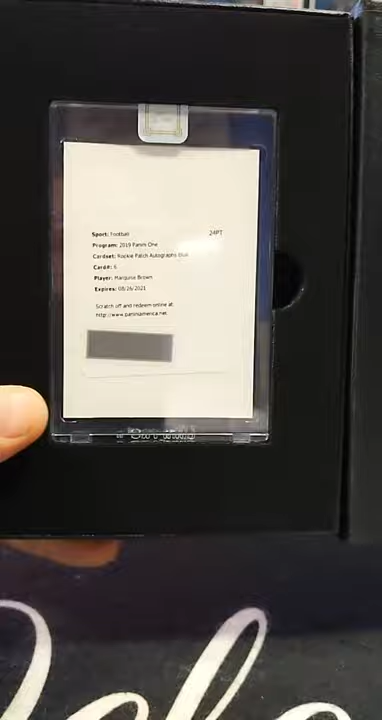 Sport: Football 24PT
Program: 2019 Panini One
Cardset: Rookie Patch Autographs Blue
Card#: 6
Player: Marquise Brown
Expires: 08/26/2021
Scratch off and redeem online at
http://www.paniniamerica.net